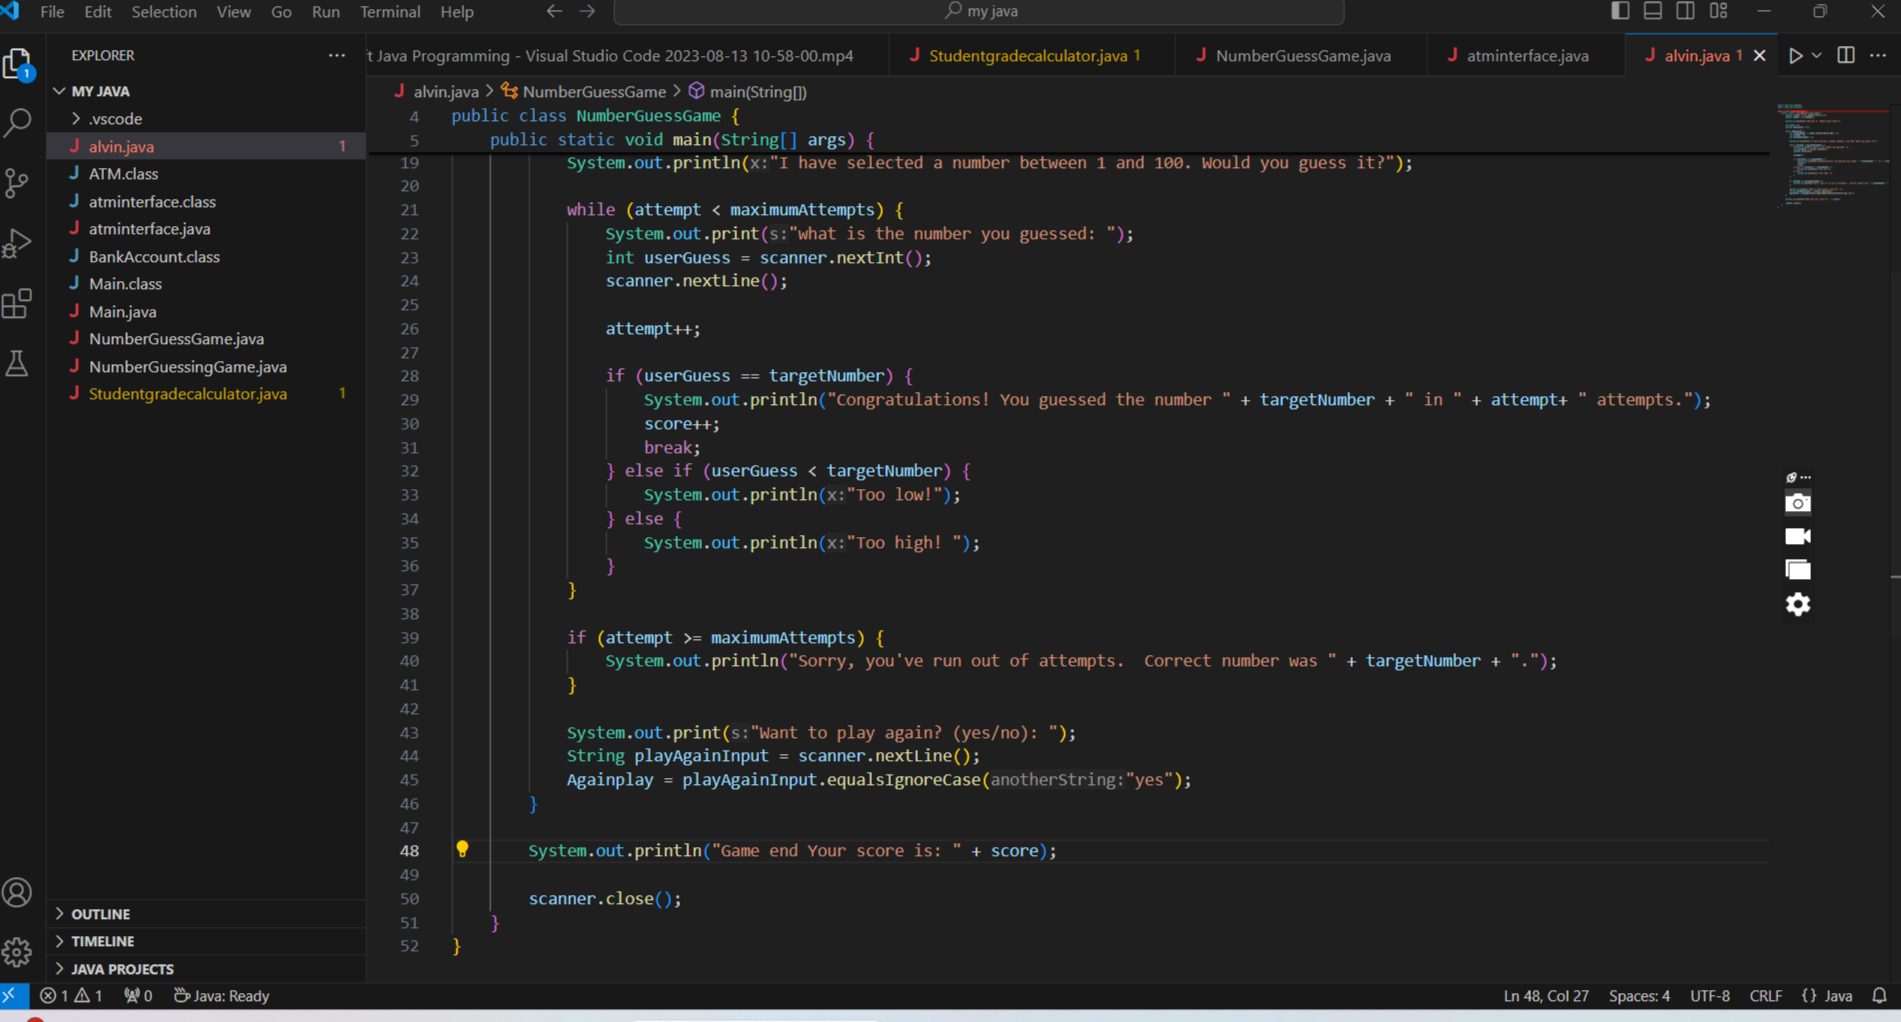 File Edit Selection View Go Run Terminal Help
my java
EXPLORER
t Java Programming - Visual Studio Code 2023-08-13 10-58-00.mp4
Studentgradecalculator.java 1
NumberGuessGame.java
atminterface.java
alvin.java 1
MY JAVA
.vscode
alvin.java 1
ATM.class
atminterface.class
atminterface.java
BankAccount.class
Main.class
Main.java
NumberGuessGame.java
NumberGuessingGame.java
Studentgradecalculator.java 1
OUTLINE
TIMELINE
JAVA PROJECTS
alvin.java > NumberGuessGame > main(String[])
4 public class NumberGuessGame {
5 public static void main(String[] args) {
19 System.out.println(x:"I have selected a number between 1 and 100. Would you guess it?");
20
21 while (attempt < maximumAttempts) {
22 System.out.print(s:"what is the number you guessed: ");
23 int userGuess = scanner.nextInt();
24 scanner.nextLine();
25
26 attempt++;
27
28 if (userGuess == targetNumber) {
29 System.out.println("Congratulations! You guessed the number " + targetNumber + " in " + attempt+ " attempts.");
30 score++;
31 break;
32 } else if (userGuess < targetNumber) {
33 System.out.println(x:"Too low!");
34 } else {
35 System.out.println(x:"Too high! ");
36 }
37 }
38
39 if (attempt >= maximumAttempts) {
40 System.out.println("Sorry, you've run out of attempts.  Correct number was " + targetNumber + ".");
41 }
42
43 System.out.print(s:"Want to play again? (yes/no): ");
44 String playAgainInput = scanner.nextLine();
45 Againplay = playAgainInput.equalsIgnoreCase(anotherString:"yes");
46 }
47
48 System.out.println("Game end Your score is: " + score);
49
50 scanner.close();
51 }
52 }
1 1 0 Java: Ready
Ln 48, Col 27 Spaces: 4 UTF-8 CRLF {} Java